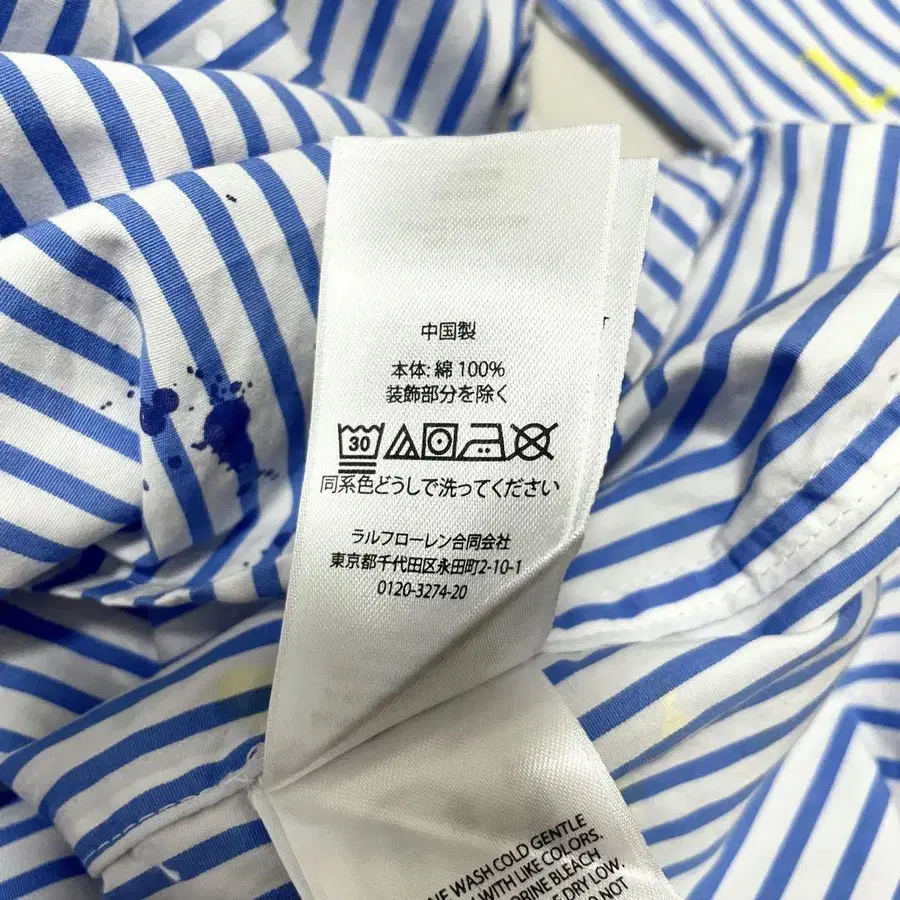 中国製
本体: 綿 100%
装飾部分を除く
30
同系色どうしで洗ってください
ラルフローレン合同会社
東京都千代田区永田町2-10-1
0120-3274-20
WASH COLD GENTLE
WITH LIKE COLORS.
BLEACH
DRY LOW.
NOT